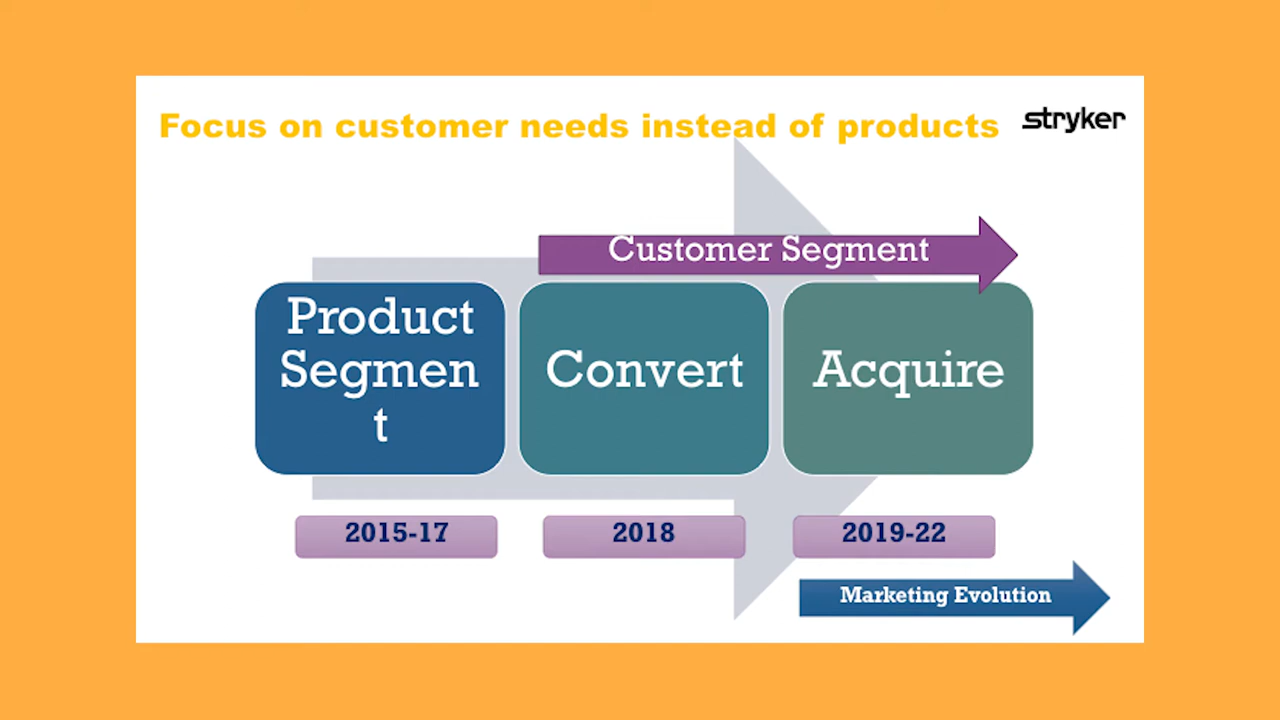 Focus on customer needs instead of products
stryker
Customer Segment
Product
Segmen
t
Convert
Acquire
2015-17
2018
2019-22
Marketing Evolution